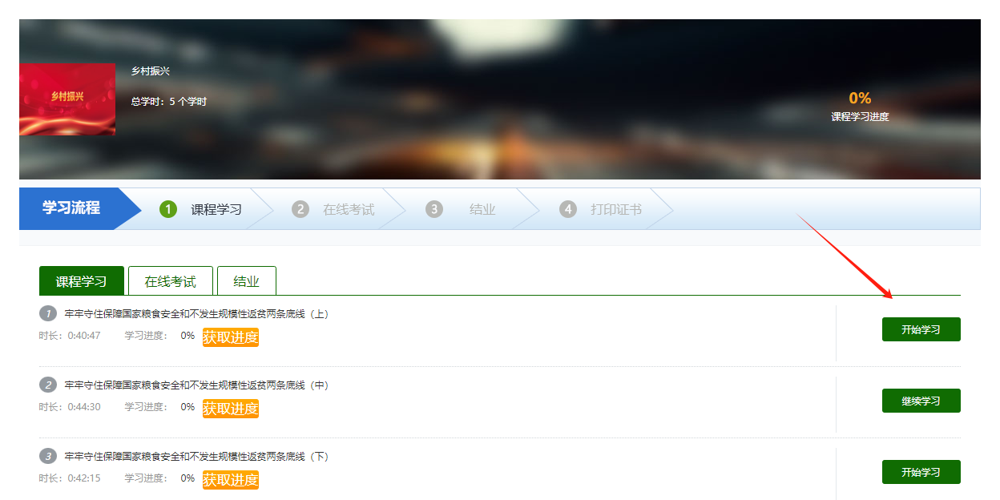 乡村振兴
乡村振兴
总学时：5 个学时
0%
课程学习进度
学习流程
1 课程学习
2 在线考试
3 结业
4 打印证书
课程学习 在线考试 结业
1 牢牢守住保障国家粮食安全和不发生规模性返贫两条底线（上）
时长：0:40:47 学习进度： 0% 获取进度
开始学习
2 牢牢守住保障国家粮食安全和不发生规模性返贫两条底线（中）
时长：0:44:30 学习进度： 0% 获取进度
继续学习
3 牢牢守住保障国家粮食安全和不发生规模性返贫两条底线（下）
时长：0:42:15 学习进度： 0% 获取进度
开始学习